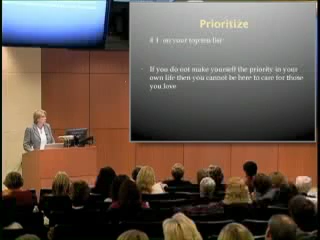 Prioritize
# 1 on your top ten list:
If you do not make yourself the priority in your
own life then you cannot be here to care for those
you love